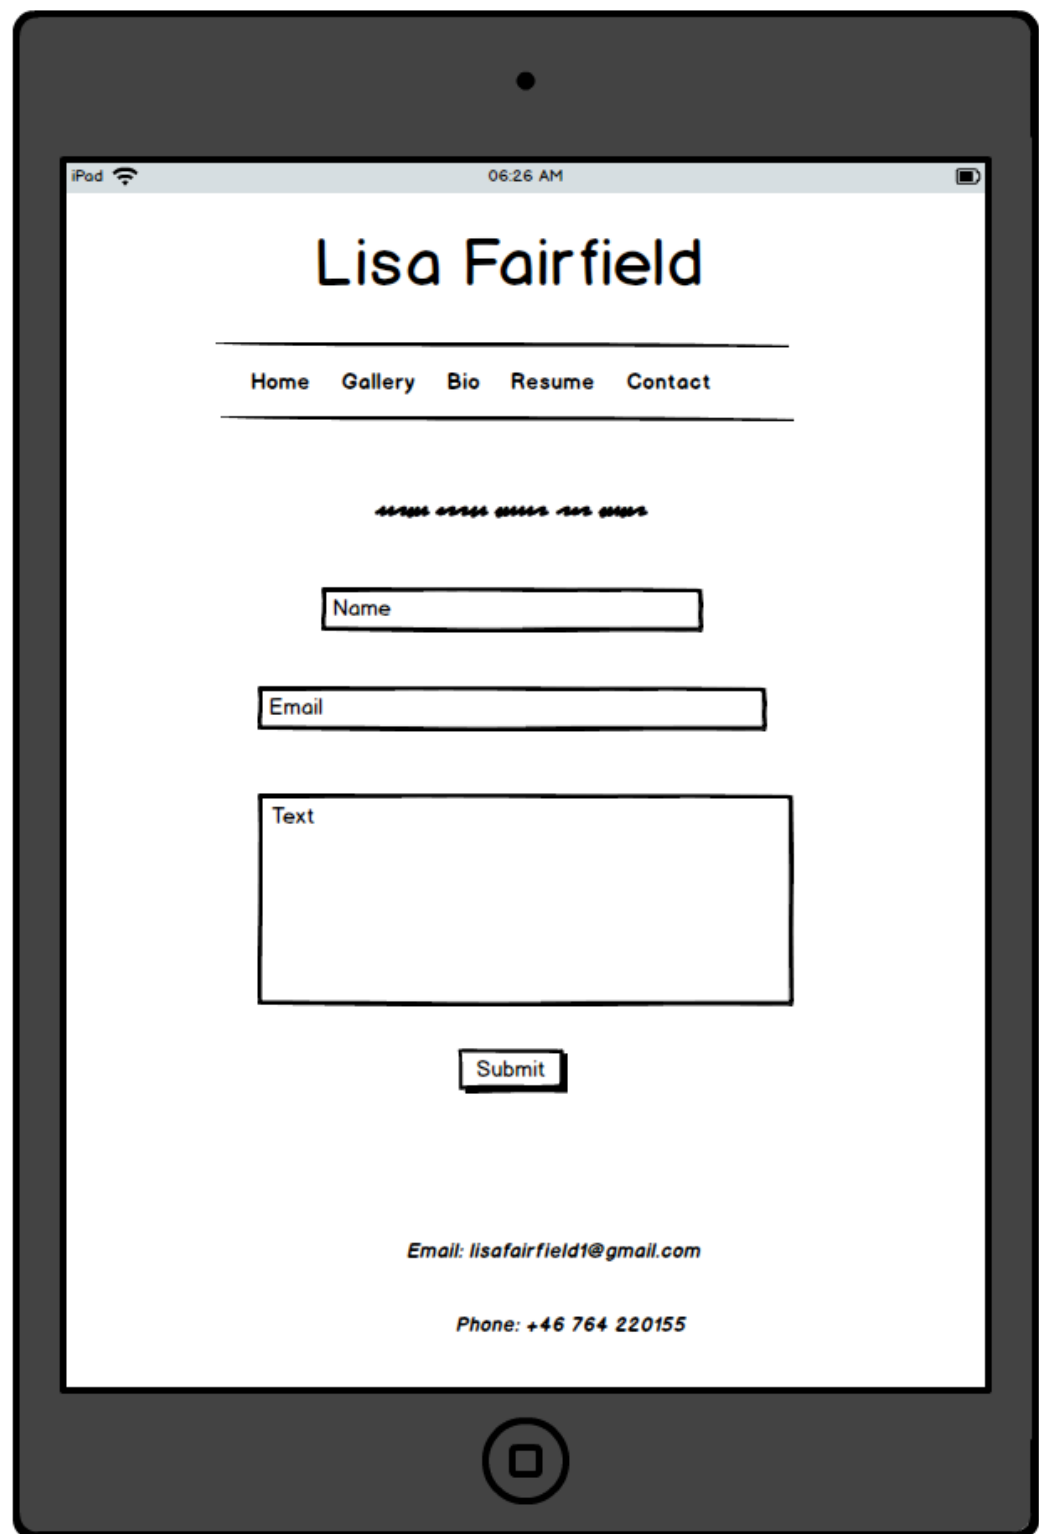 iPad 06:26 AM
Lisa Fairfield
Home Gallery Bio Resume Contact
Name
Email
Text
Submit
Email: lisafairfield1@gmail.com
Phone: +46 764 220155